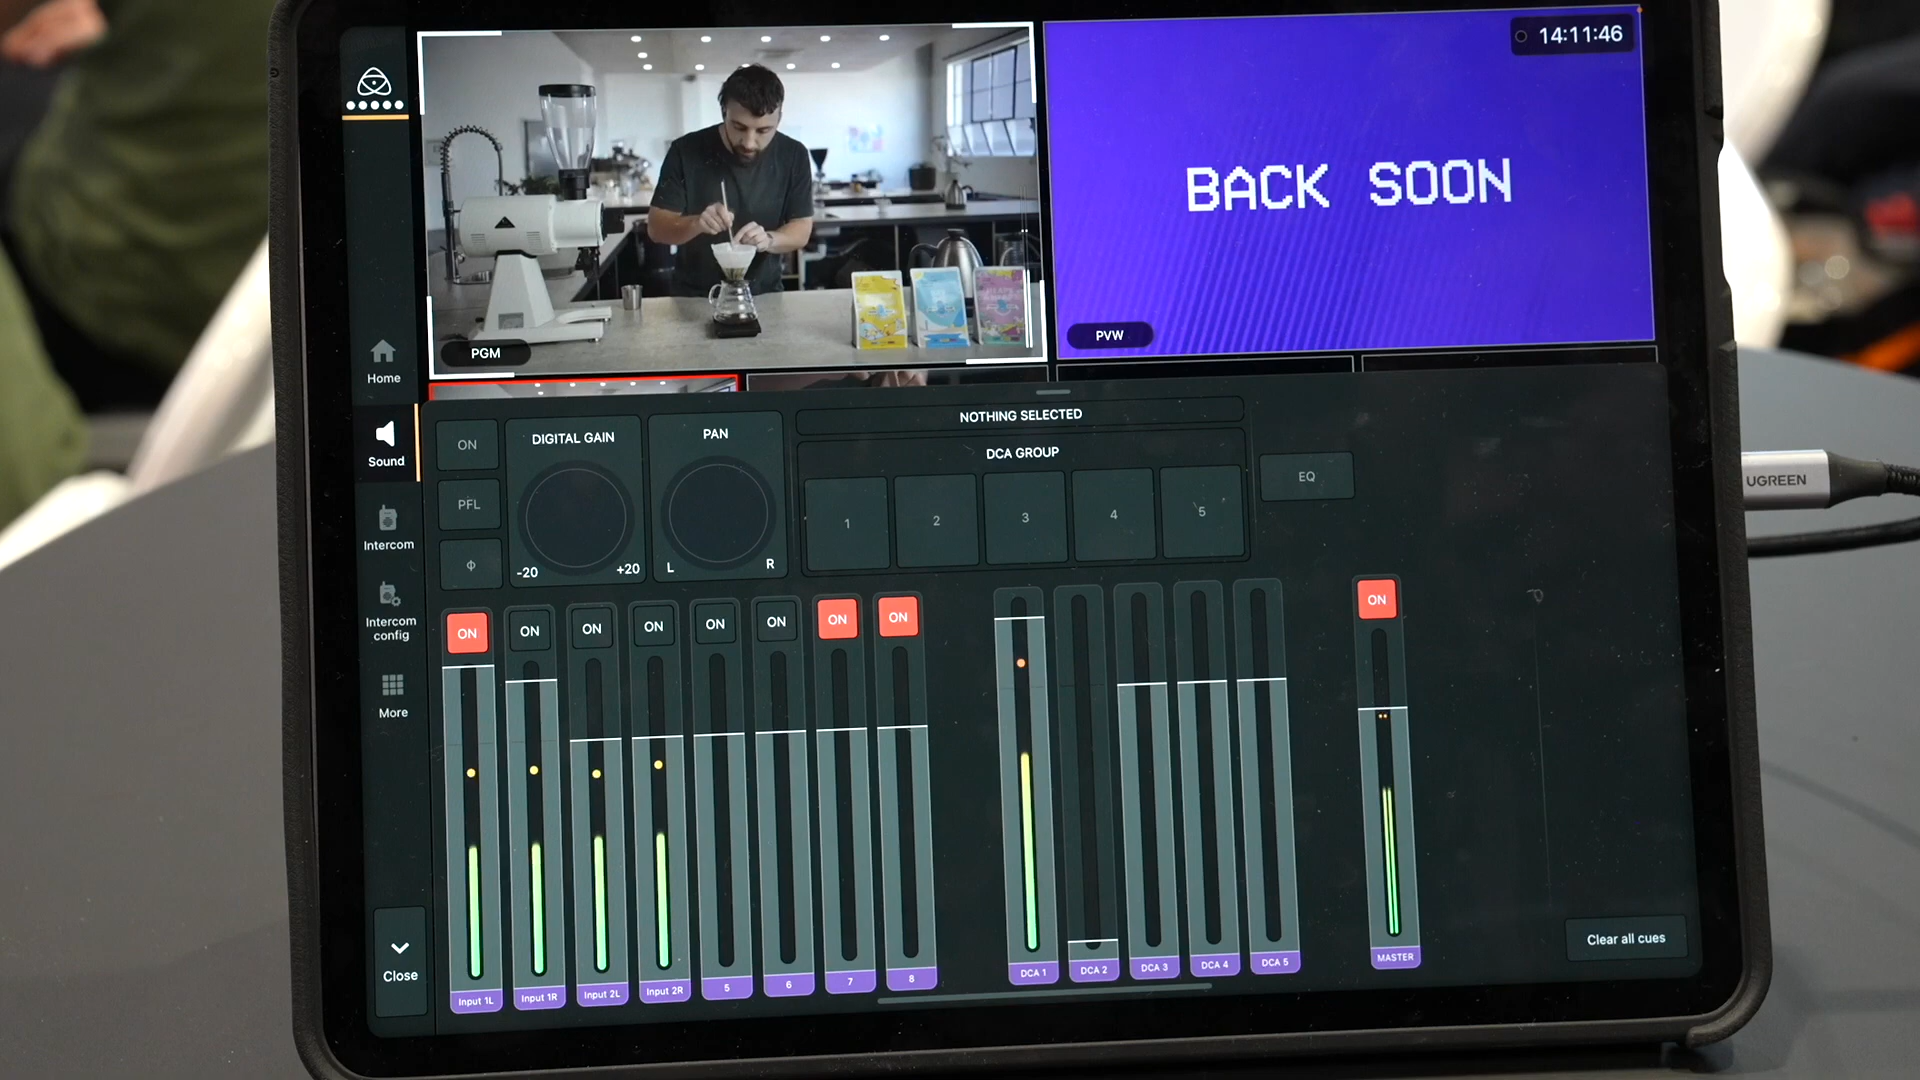 14:11:46
BACK SOON
PGM
PVW
Home
Sound
Intercom
Intercom
config
More
Close
ON
PFL
Φ
DIGITAL GAIN
-20
+20
PAN
L
R
NOTHING SELECTED
DCA GROUP
1
2
3
4
5
EQ
ON
ON
ON
ON
ON
ON
ON
ON
ON
Input 1L
Input 1R
Input 2L
Input 2R
5
6
7
8
DCA 1
DCA 2
DCA 3
DCA 4
DCA 5
MASTER
Clear all cues
UGREEN